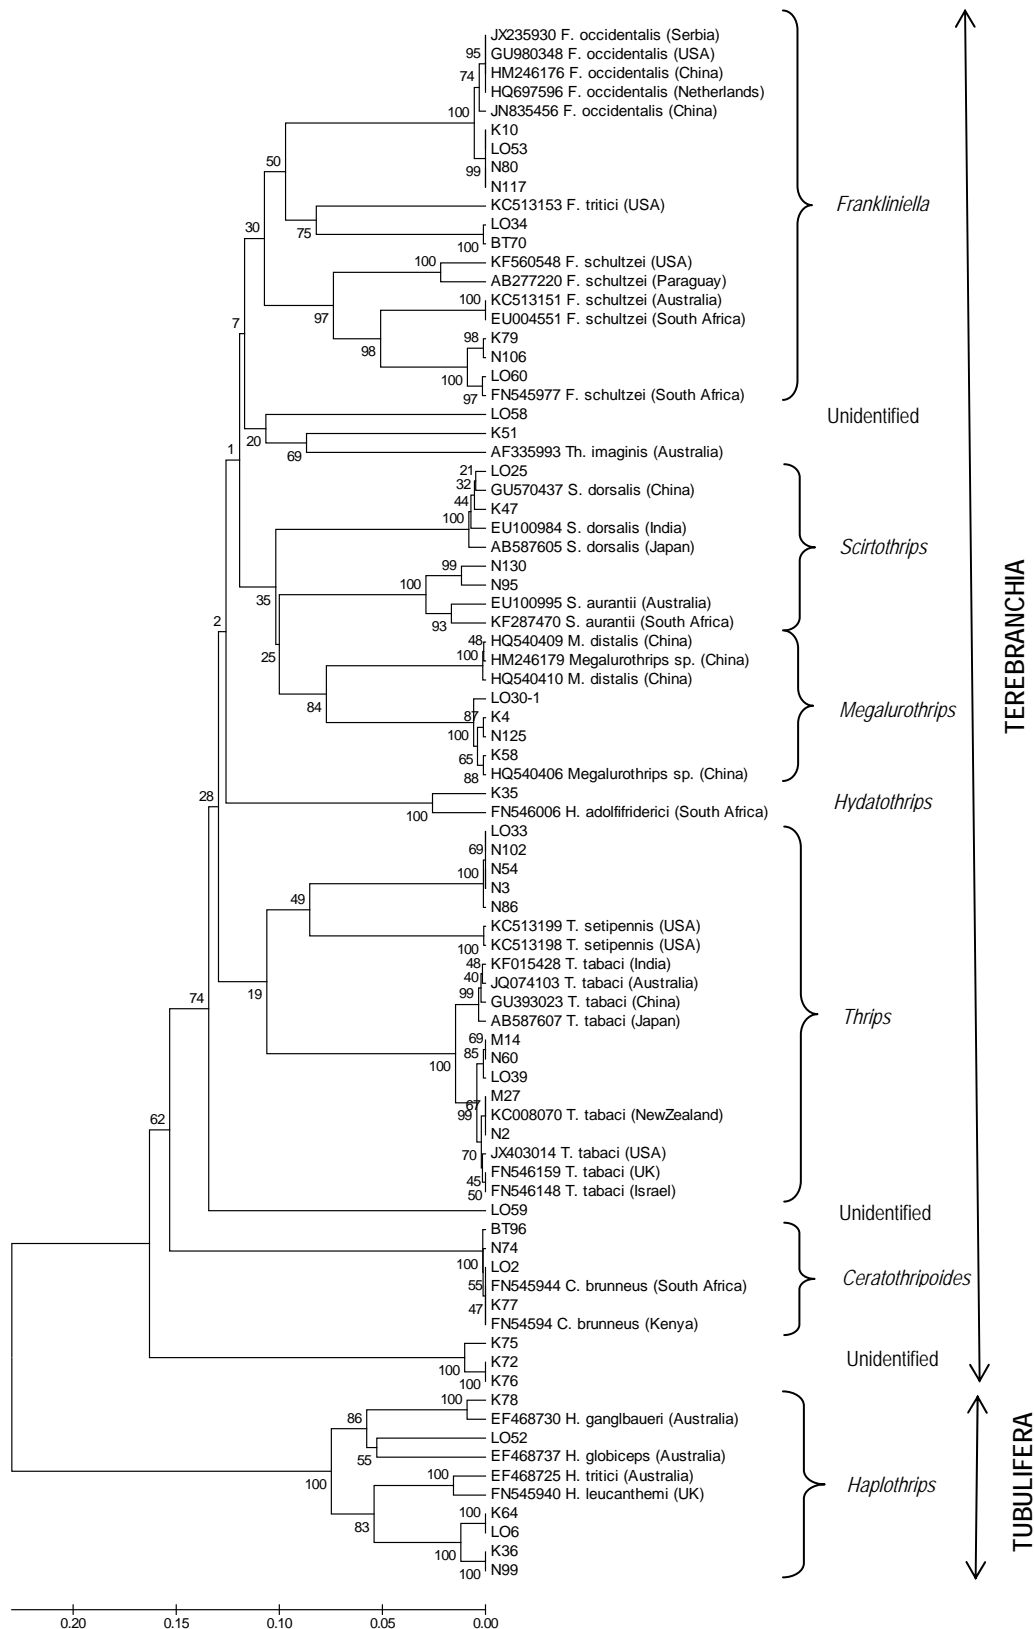 JX235930 F. occidentalis (Serbia)
95 GU980348 F. occidentalis (USA)
74 HM246176 F. occidentalis (China)
HQ697596 F. occidentalis (Netherlands)
100 JN835456 F. occidentalis (China)
K10
LO53
50 N80
99 N117
KC513153 F. tritici (USA) Frankliniella
75 LO34
30 100 BT70
100 KF560548 F. schultzei (USA)
AB277220 F. schultzei (Paraguay)
97 100 KC513151 F. schultzei (Australia)
7 EU004551 F. schultzei (South Africa)
98 98 K79
N106
100 LO60
97 FN545977 F. schultzei (South Africa)
LO58 Unidentified
20 K51
1 69 AF335993 Th. imaginis (Australia)
21 LO25
32 GU570437 S. dorsalis (China)
44 K47
100 EU100984 S. dorsalis (India)
AB587605 S. dorsalis (Japan) Scirtothrips
99 N130
35 100 N95
EU100995 S. aurantii (Australia)
2 93 KF287470 S. aurantii (South Africa)
48 HQ540409 M. distalis (China)
25 100 HM246179 Megalurothrips sp. (China)
HQ540410 M. distalis (China)
84 LO30-1 Megalurothrips
87 K4
100 N125
65 K58
88 HQ540406 Megalurothrips sp. (China)
28 K35 Hydatothrips
100 FN546006 H. adolfifriderici (South Africa)
LO33
69 N102
100 N54
49 N3
N86
KC513199 T. setipennis (USA)
100 KC513198 T. setipennis (USA)
48 KF015428 T. tabaci (India)
40 JQ074103 T. tabaci (Australia)
19 99 GU393023 T. tabaci (China)
74 AB587607 T. tabaci (Japan) Thrips
69 M14
85 N60
100 LO39
67 M27
99 KC008070 T. tabaci (NewZealand)
62 N2
70 JX403014 T. tabaci (USA)
45 FN546159 T. tabaci (UK)
50 FN546148 T. tabaci (Israel)
LO59 Unidentified
BT96
N74
100 LO2
55 FN545944 C. brunneus (South Africa) Ceratothripoides
47 K77
FN54594 C. brunneus (Kenya)
K75
100 K72 Unidentified
100 K76
TEREBRANCHIA
100 K78
86 EF468730 H. ganglbaueri (Australia)
LO52
55 EF468737 H. globiceps (Australia)
100 100 EF468725 H. tritici (Australia) Haplothrips
FN545940 H. leucanthemi (UK)
83 100 K64
LO6
100 K36
100 N99
TUBULIFERA
0.20 0.15 0.10 0.05 0.00